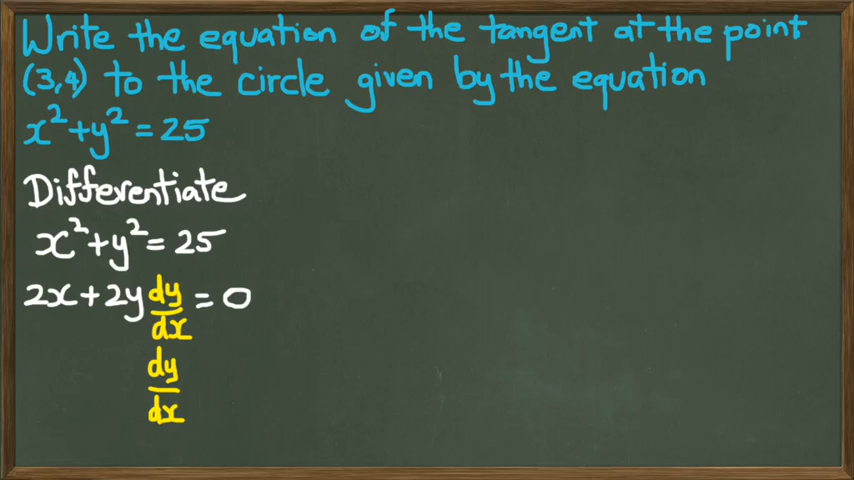 Write the equation of the tangent at the point
(3,4) to the circle given by the equation
x²+y²=25
Differentiate
x²+y²=25
2x+2y dy/dx = 0
dy/dx